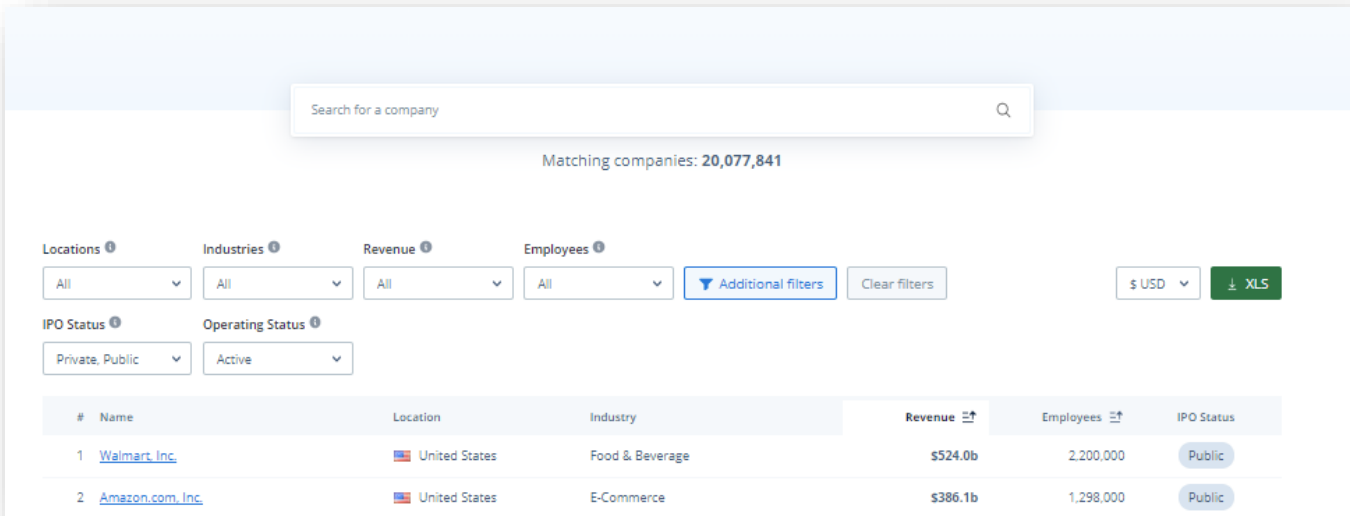 Search for a company
Matching companies: 20,077,841
Locations Industries Revenue Employees
All All All All Additional filters Clear filters $ USD XLS
IPO Status Operating Status
Private, Public Active
# Name Location Industry Revenue Employees IPO Status
1 Walmart, Inc. United States Food & Beverage $524.0b 2,200,000 Public
2 Amazon.com, Inc. United States E-Commerce $386.1b 1,298,000 Public